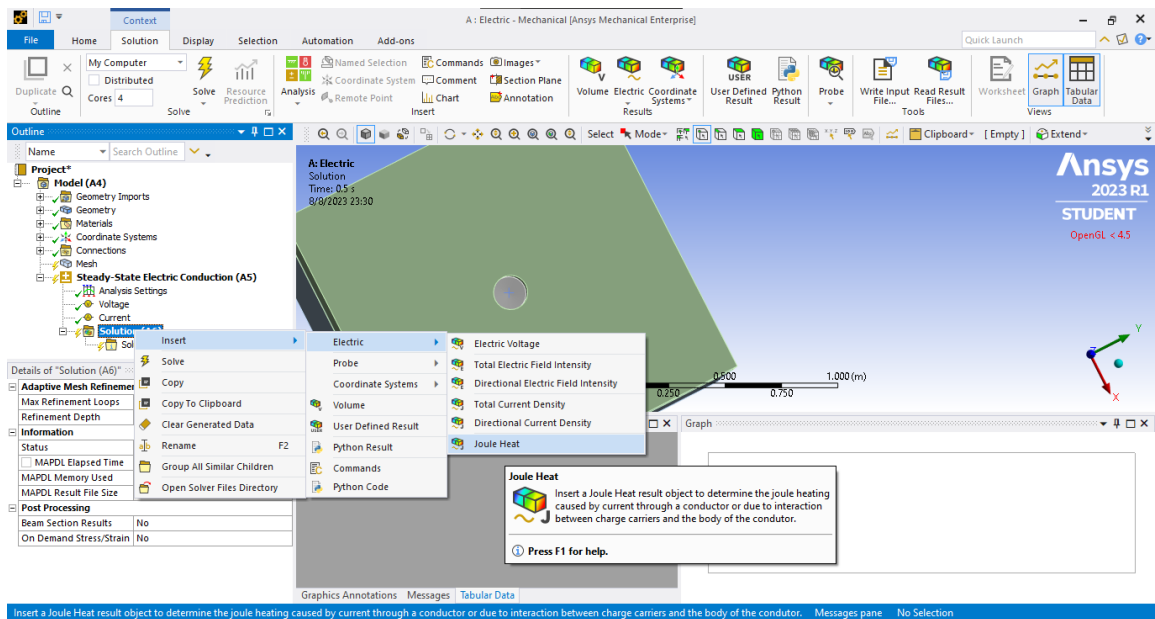 Context
A : Electric - Mechanical [Ansys Mechanical Enterprise]
File Home Solution Display Selection Automation Add-ons
Quick Launch
Duplicate Q
Outline
My Computer
Distributed
Cores 4
Solve
Resource Prediction
Solve
Analysis
Named Selection
Coordinate System
Remote Point
Commands
Comment
Chart
Images
Section Plane
Annotation
Insert
Volume
Electric
Coordinate Systems
Results
USER
User Defined Result
Python Result
Probe
Write Input File...
Read Result Files...
Tools
Worksheet
Graph
Tabular Data
Views
Outline
Name
Search Outline
Select Mode
Clipboard [ Empty ] Extend
Project*
Model (A4)
Geometry Imports
Geometry
Materials
Coordinate Systems
Connections
Mesh
Steady-State Electric Conduction (A5)
Analysis Settings
Voltage
Current
Solution (A6)
Sol
A: Electric
Solution
Time: 0.5 s
8/8/2023 23:30
Ansys
2023 R1
STUDENT
OpenGL < 4.5
Y
Z
X
0.500
1.000 (m)
0.250
0.750
Insert
Solve
Copy
Copy To Clipboard
Clear Generated Data
Rename F2
Group All Similar Children
Open Solver Files Directory
Electric
Probe
Coordinate Systems
Volume
User Defined Result
Python Result
Commands
Python Code
Electric Voltage
Total Electric Field Intensity
Directional Electric Field Intensity
Total Current Density
Directional Current Density
Joule Heat
Details of "Solution (A6)"
Adaptive Mesh Refinemen
Max Refinement Loops
Refinement Depth
Information
Status
MAPDL Elapsed Time
MAPDL Memory Used
MAPDL Result File Size
Post Processing
Beam Section Results No
On Demand Stress/Strain No
Graph
Joule Heat
Insert a Joule Heat result object to determine the joule heating
caused by current through a conductor or due to interaction
between charge carriers and the body of the condutor.
Press F1 for help.
Graphics Annotations Messages Tabular Data
Insert a Joule Heat result object to determine the joule heating caused by current through a conductor or due to interaction between charge carriers and the body of the condutor. Messages pane No Selection